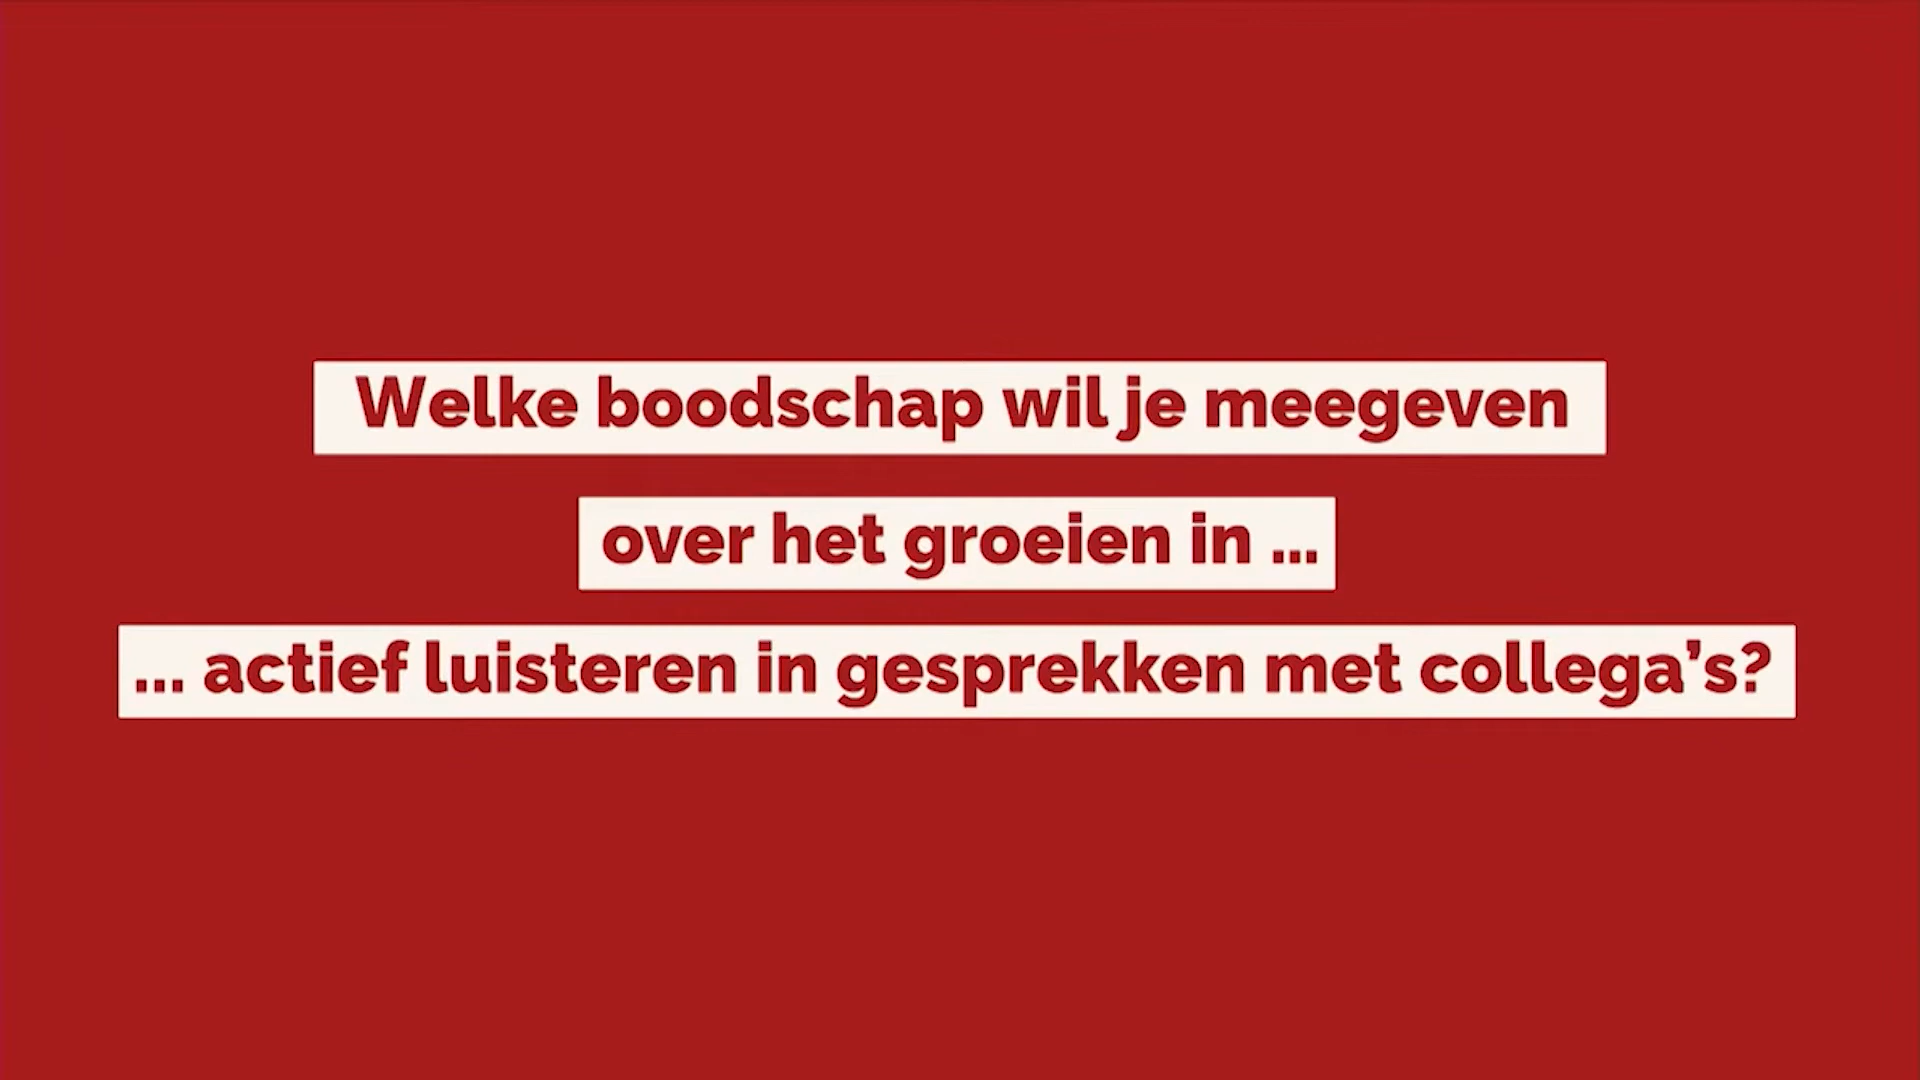 Welke boodschap wil je meegeven
over het groeien in ...
... actief luisteren in gesprekken met collega's?